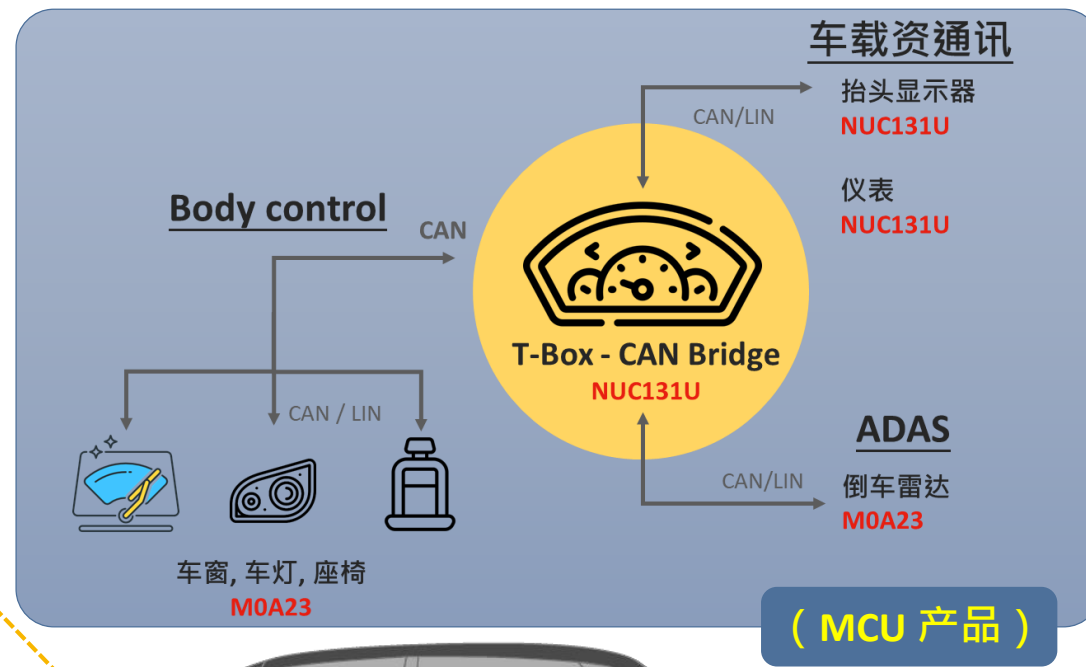 车载资通讯
抬头显示器
NUC131U
CAN/LIN
仪表
NUC131U
Body control
CAN
T-Box - CAN Bridge
NUC131U
CAN / LIN
ADAS
CAN/LIN
倒车雷达
M0A23
车窗, 车灯, 座椅
M0A23
( MCU 产品 )